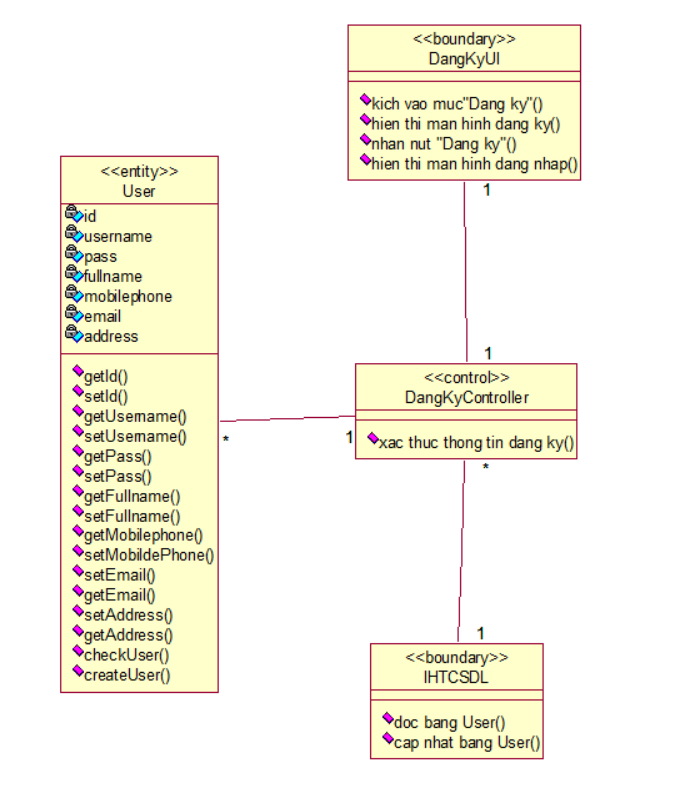 <<boundary>>
DangKyUI
kich vao muc"Dang ky"()
hien thi man hinh dang ky()
nhan nut "Dang ky"()
hien thi man hinh dang nhap()
1
<<entity>>
User
id
username
pass
fullname
mobilephone
email
address
getId()
setId()
getUsername()
setUsername()
getPass()
setPass()
getFullname()
setFullname()
getMobilephone()
setMobildePhone()
setEmail()
getEmail()
setAddress()
getAddress()
checkUser()
createUser()
*
1
1
<<control>>
DangKyController
xac thuc thong tin dang ky()
*
1
<<boundary>>
IHTCSDL
doc bang User()
cap nhat bang User()